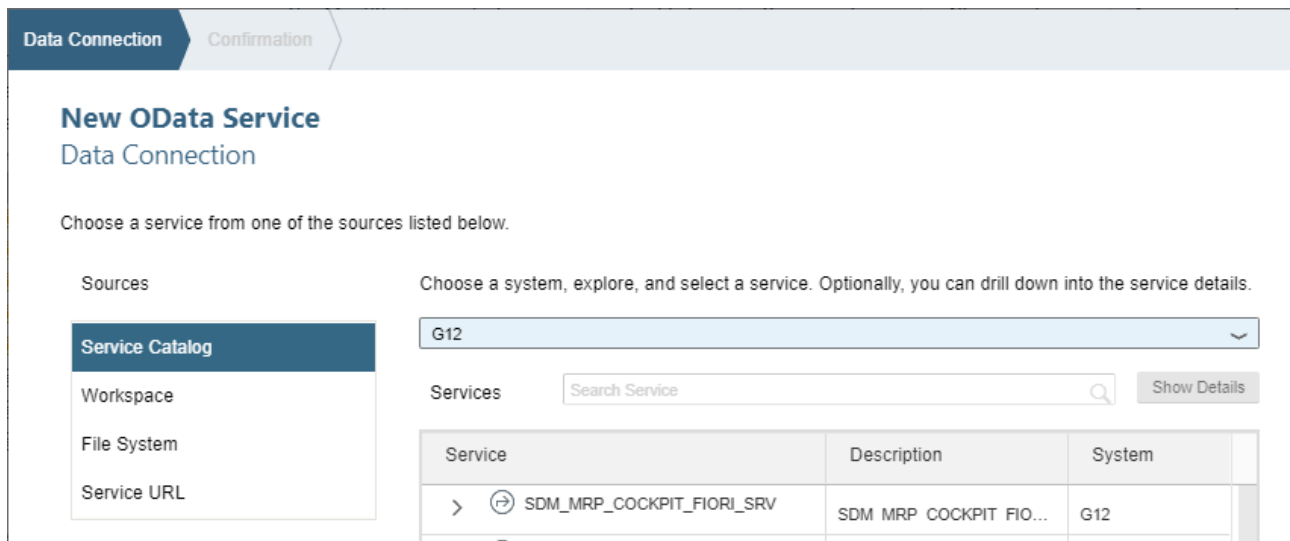 Data Connection
Confirmation
New OData Service
Data Connection
Choose a service from one of the sources listed below.
Sources
Choose a system, explore, and select a service. Optionally, you can drill down into the service details.
Service Catalog
Workspace
File System
Service URL
G12
Services
Search Service
Show Details
Service
Description
System
SDM_MRP_COCKPIT_FIORI_SRV
SDM MRP COCKPIT FIO...
G12